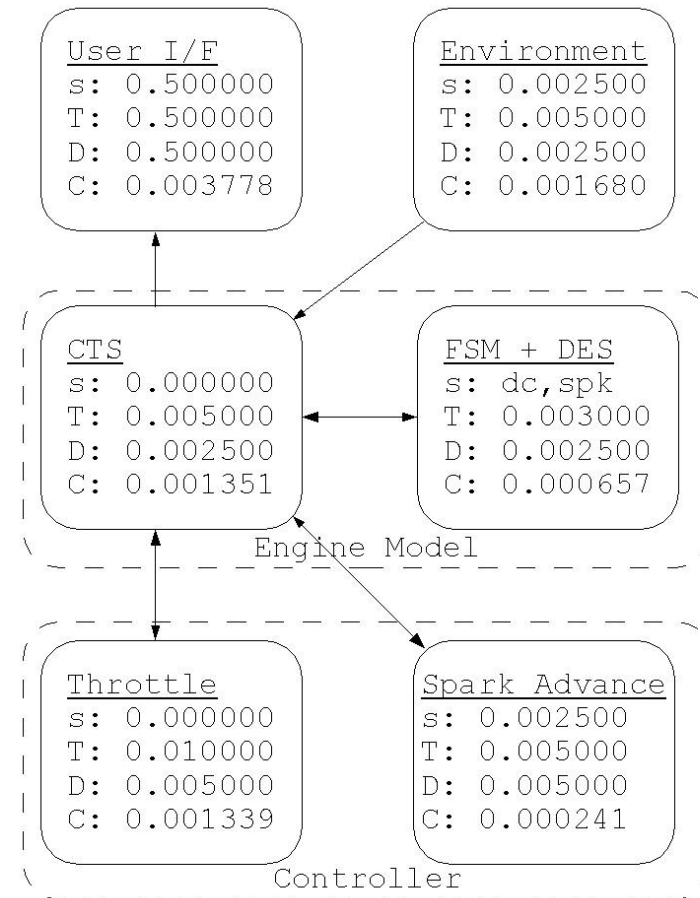 User I/F
s: 0.500000
T: 0.500000
D: 0.500000
C: 0.003778
Environment
s: 0.002500
T: 0.005000
D: 0.002500
C: 0.001680
CTS
s: 0.000000
T: 0.005000
D: 0.002500
C: 0.001351
FSM + DES
s: dc,spk
T: 0.003000
D: 0.002500
C: 0.000657
Engine Model
Throttle
s: 0.000000
T: 0.010000
D: 0.005000
C: 0.001339
Spark Advance
s: 0.002500
T: 0.005000
D: 0.005000
C: 0.000241
Controller